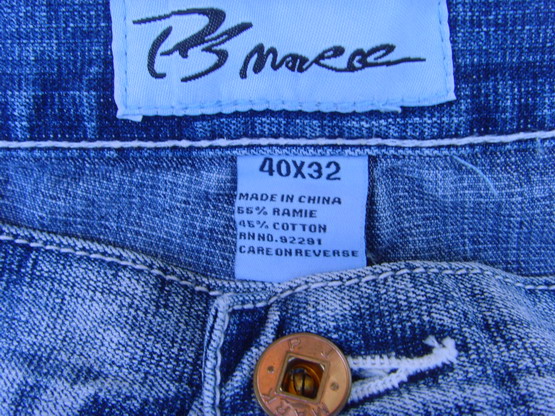 40X32
MADE IN CHINA
55% RAMIE
45% COTTON
RN NO. 92291
CARE ON REVERSE